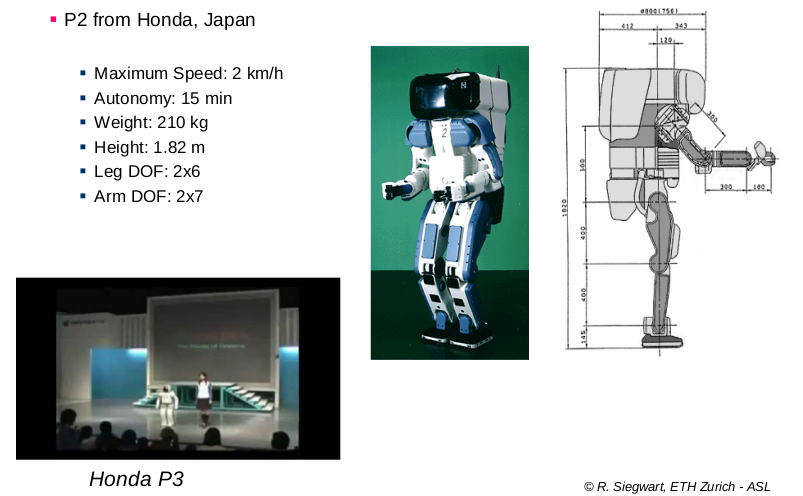 P2 from Honda, Japan
Maximum Speed: 2 km/h
Autonomy: 15 min
Weight: 210 kg
Height: 1.82 m
Leg DOF: 2x6
Arm DOF: 2x7
2
ø800(756)
412 343
120
300
500
1820
300 180
400
400
145
Honda P3
© R. Siegwart, ETH Zurich - ASL